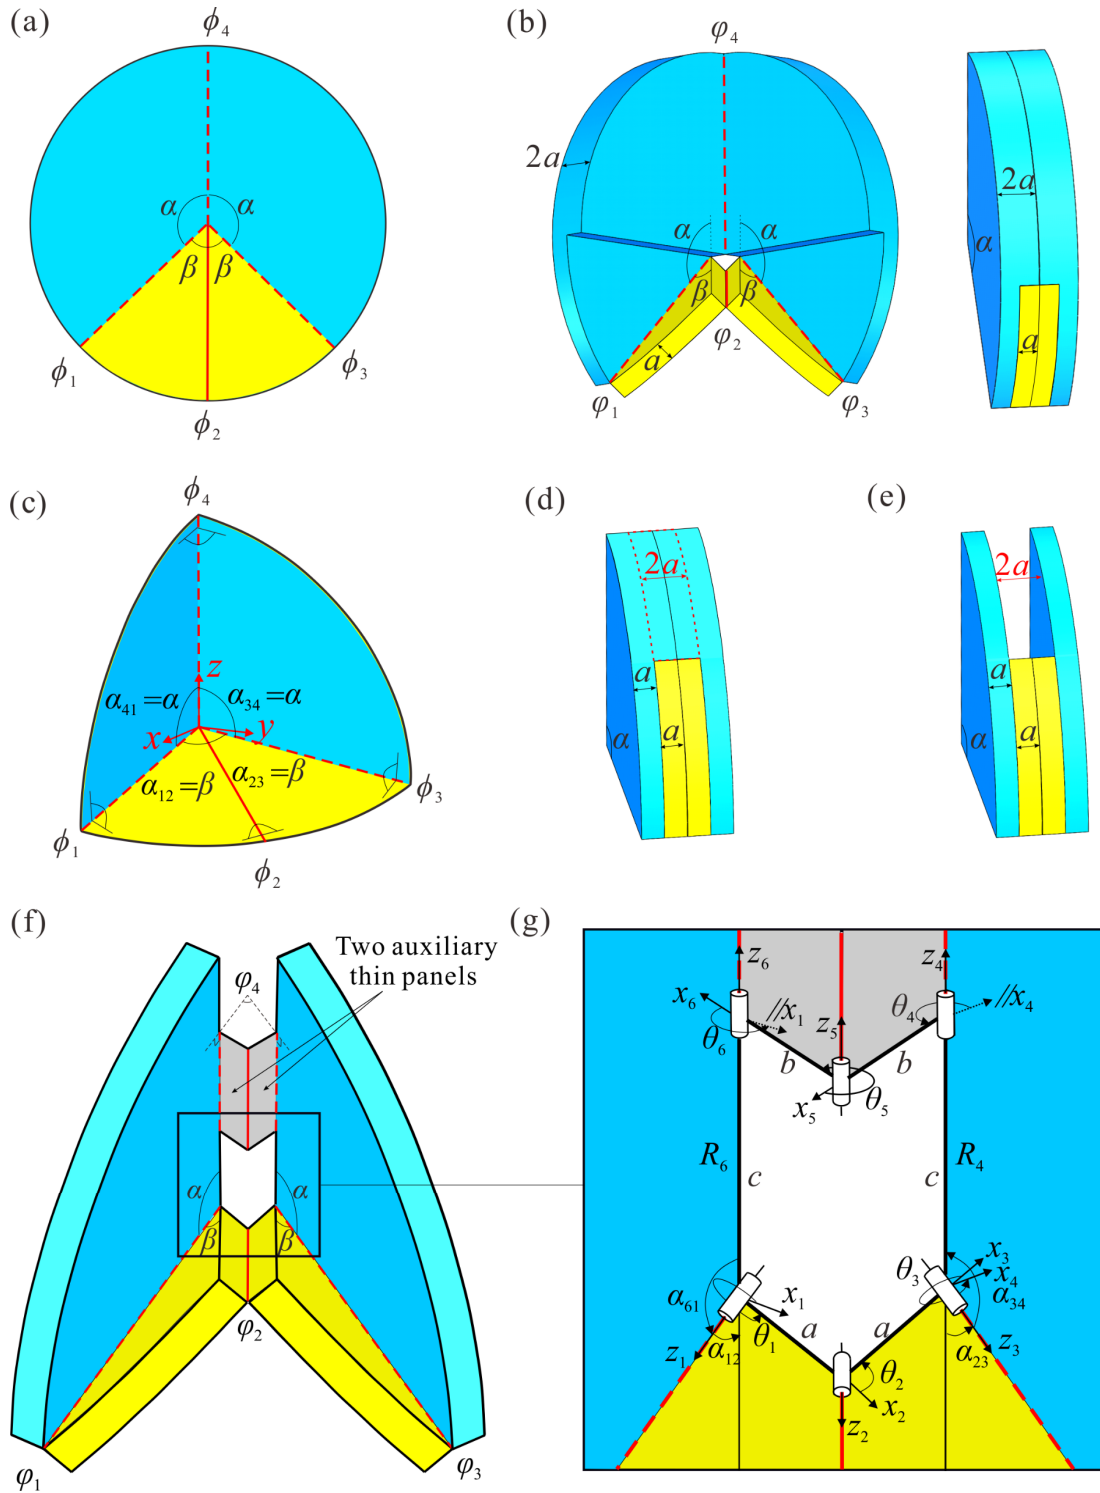 (a)
ϕ4
α
α
β
β
ϕ1
ϕ2
ϕ3
(b)
φ4
2a
α
α
β
β
a
φ2
φ1
φ3
2a
α
a
(c)
ϕ4
z
α41=α
α34=α
x
y
α12=β
α23=β
ϕ1
ϕ2
ϕ3
(d)
2a
a
a
α
(e)
2a
a
a
α
(f)
Two auxiliary
thin panels
φ4
α
α
β
β
φ2
φ1
φ3
(g)
z6
z4
x6
//x1
θ6
z5
θ4
//x4
b
b
x5
θ5
R6
c
c
R4
x3
θ3
x4
α61
x1
α34
θ1
a
a
z1
α12
θ2
α23
z3
x2
z2